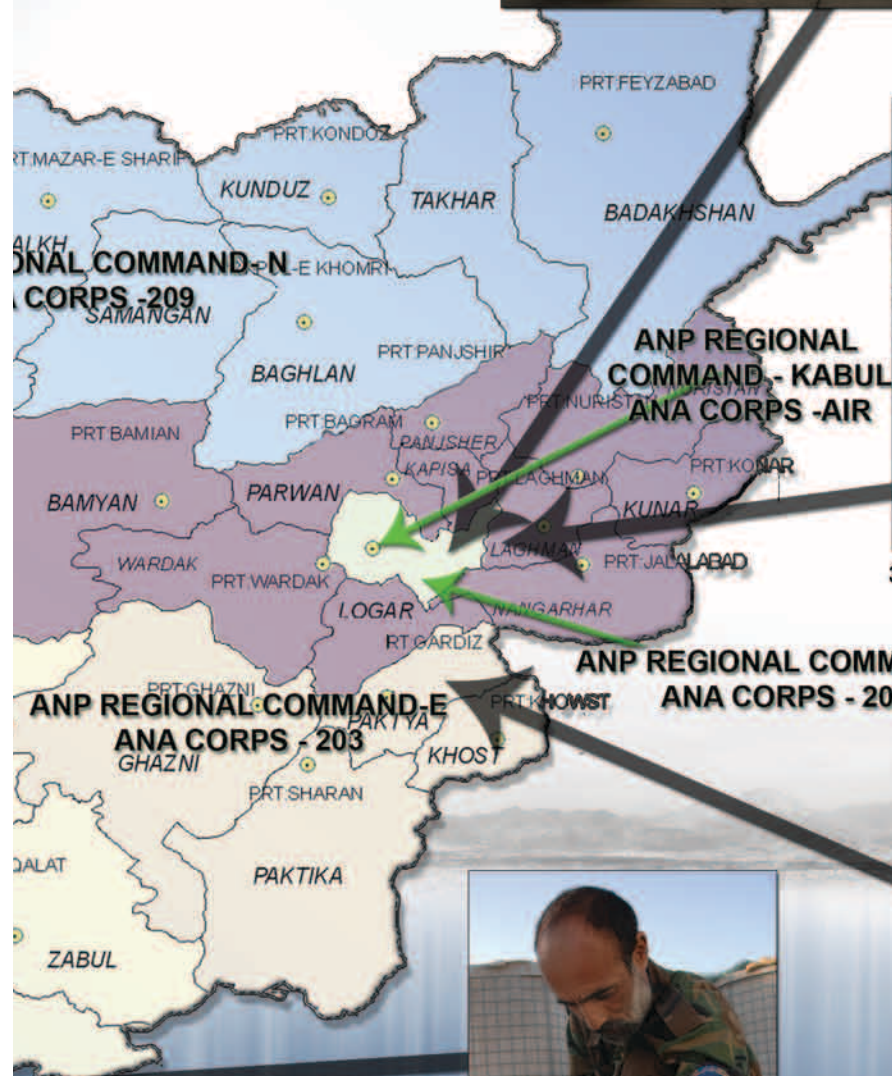 PRT:FEYZABAD
PRT:KONDOZ
RT:MAZAR-E SHARIF
KUNDUZ
TAKHAR
BADAKHSHAN
ALKH
ONAL COMMAND- N
L-E KHOMRI
CORPS -209
SAMANGAN
BAGHLAN
PRT:PANJSHIR
ANP REGIONAL
COMMAND - KABUL
ANA CORPS -AIR
PRT:BAMIAN
PRT:BAGRAM
PANJSHER
KAPISA
PRT:LAGHMAN
PRT:KONAR
BAMYAN
PARWAN
KUNAR
WARDAK
PRT:WARDAK
LAGHMAN
PRT:JALALABAD
LOGAR
NANGARHAR
RT:GARDIZ
ANP REGIONAL COMM
ANA CORPS - 20
PRT:GHAZNI
ANP REGIONAL COMMAND-E
ANA CORPS - 203
PRT:KHOWST
PAKTYA
GHAZNI
KHOST
PRT:SHARAN
QALAT
PAKTIKA
ZABUL